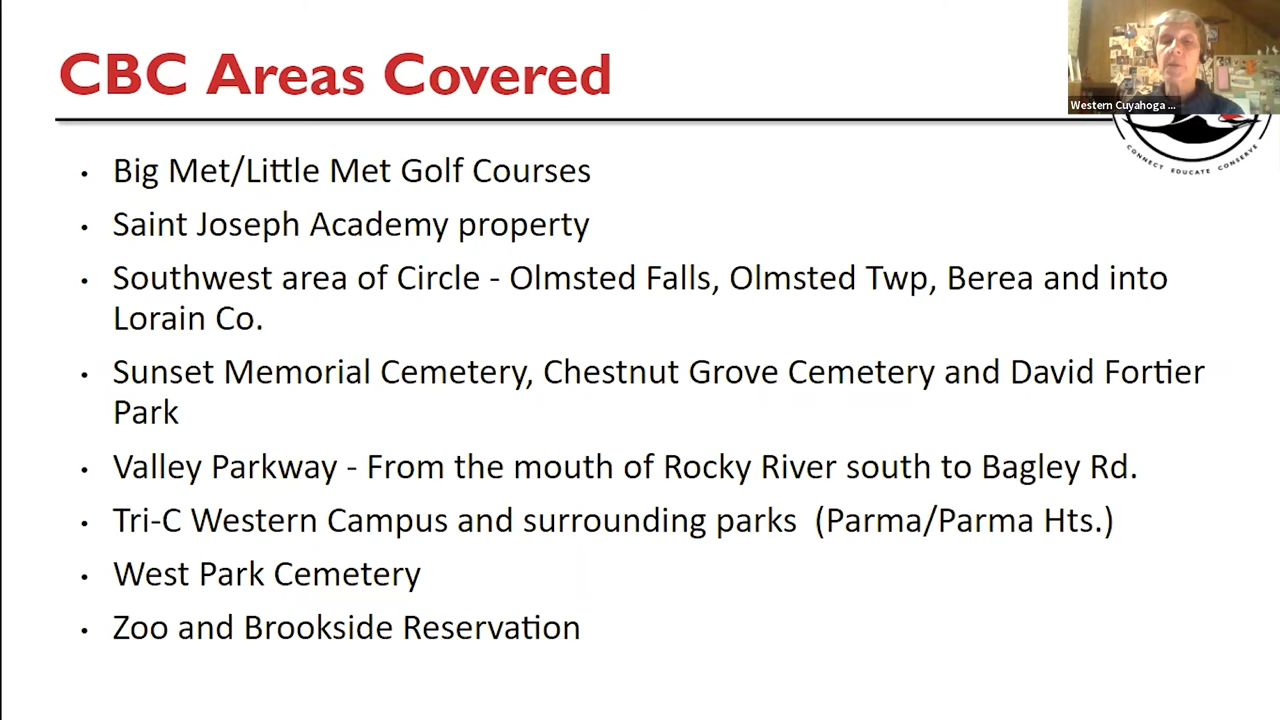 CBC Areas Covered
Western Cuyahoga ...
CONNECT EDUCATE CONSERVE
• Big Met/Little Met Golf Courses
• Saint Joseph Academy property
• Southwest area of Circle - Olmsted Falls, Olmsted Twp, Berea and into
Lorain Co.
• Sunset Memorial Cemetery, Chestnut Grove Cemetery and David Fortier
Park
• Valley Parkway - From the mouth of Rocky River south to Bagley Rd.
• Tri-C Western Campus and surrounding parks  (Parma/Parma Hts.)
• West Park Cemetery
• Zoo and Brookside Reservation